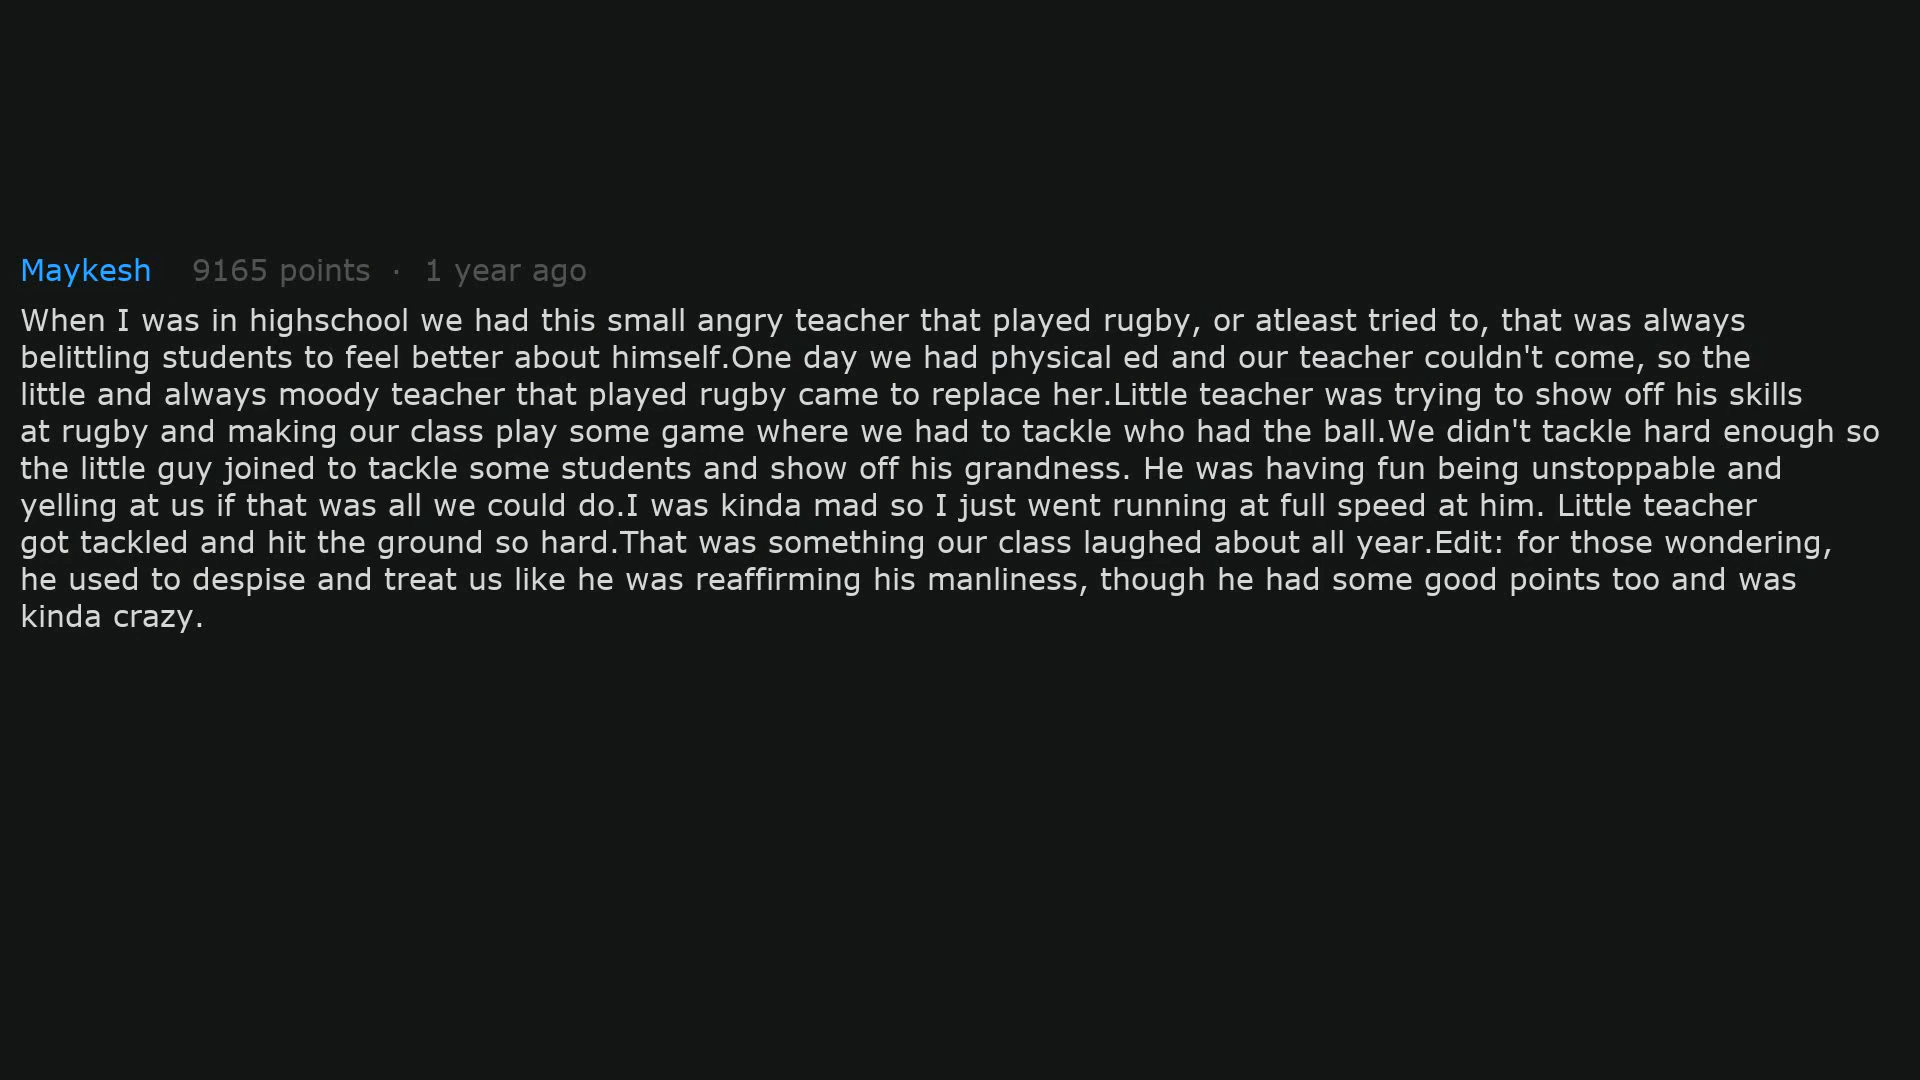 Maykesh 9165 points · 1 year ago
When I was in highschool we had this small angry teacher that played rugby, or atleast tried to, that was always
belittling students to feel better about himself.One day we had physical ed and our teacher couldn't come, so the
little and always moody teacher that played rugby came to replace her.Little teacher was trying to show off his skills
at rugby and making our class play some game where we had to tackle who had the ball.We didn't tackle hard enough so
the little guy joined to tackle some students and show off his grandness. He was having fun being unstoppable and
yelling at us if that was all we could do.I was kinda mad so I just went running at full speed at him. Little teacher
got tackled and hit the ground so hard.That was something our class laughed about all year.Edit: for those wondering,
he used to despise and treat us like he was reaffirming his manliness, though he had some good points too and was
kinda crazy.